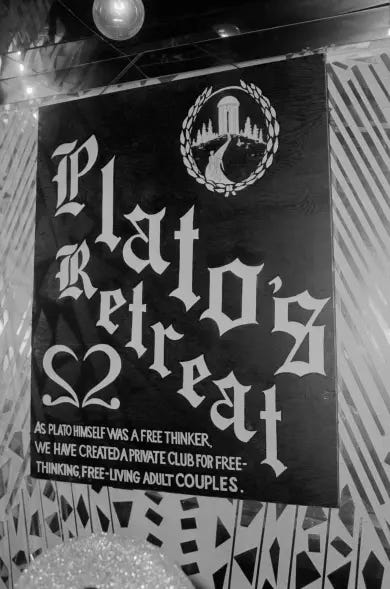 Plato's
Retreat
AS PLATO HIMSELF WAS A FREE THINKER.
WE HAVE CREATED A PRIVATE CLUB FOR FREE-
THINKING, FREE-LIVING ADULT COUPLES.